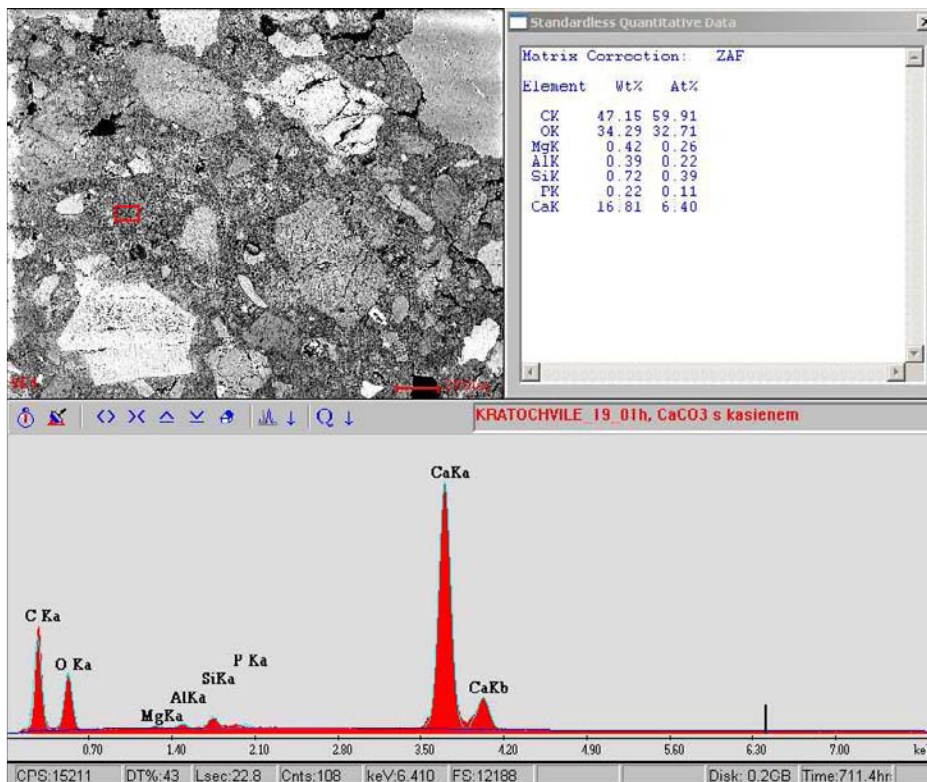 Standardless Quantitative Data
Matrix Correction: ZAF
Element Wt% At%
CK 47.15 59.91
OK 34.29 32.71
MgK 0.42 0.26
AlK 0.39 0.22
SiK 0.72 0.39
PK 0.22 0.11
CaK 16.81 6.40
Q
KRATOCHVILE_19_01h, CaCO3 s kasienem
CaKa
C Ka
O Ka
P Ka
SiKa
AlKa
MgKa
CaKb
0.70 1.40 2.10 2.80 3.50 4.20 4.90 5.60 6.30 7.00 ke
CPS:15211 DT%:43 Lsec:22.8 Cnts:108 keV:6.410 FS:12188 Disk: 0.2GB Time:711.4hr